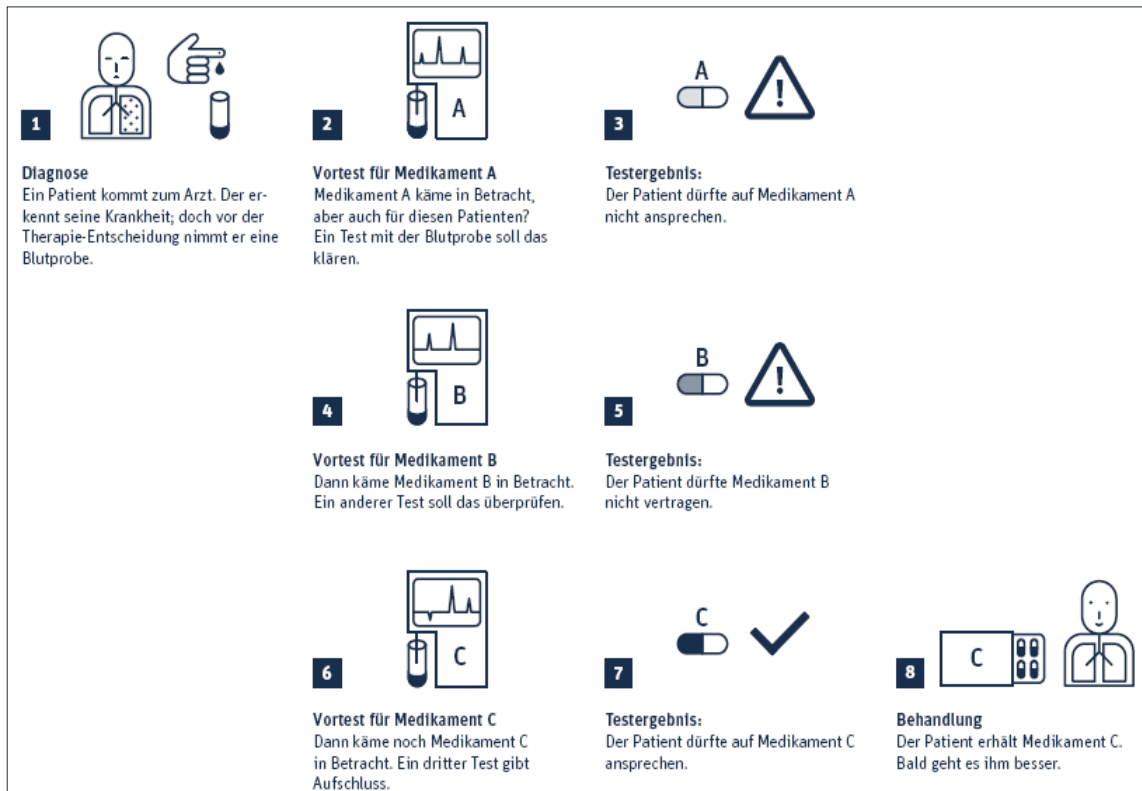 1
Diagnose
Ein Patient kommt zum Arzt. Der er-
kennt seine Krankheit; doch vor der
Therapie-Entscheidung nimmt er eine
Blutprobe.
A
2
Vortest für Medikament A
Medikament A käme in Betracht,
aber auch für diesen Patienten?
Ein Test mit der Blutprobe soll das
klären.
A
!
3
Testergebnis:
Der Patient dürfte auf Medikament A
nicht ansprechen.
B
4
Vortest für Medikament B
Dann käme Medikament B in Betracht.
Ein anderer Test soll das überprüfen.
B
!
5
Testergebnis:
Der Patient dürfte Medikament B
nicht vertragen.
C
6
Vortest für Medikament C
Dann käme noch Medikament C
in Betracht. Ein dritter Test gibt
Aufschluss.
C
7
Testergebnis:
Der Patient dürfte auf Medikament C
ansprechen.
C
8
Behandlung
Der Patient erhält Medikament C.
Bald geht es ihm besser.